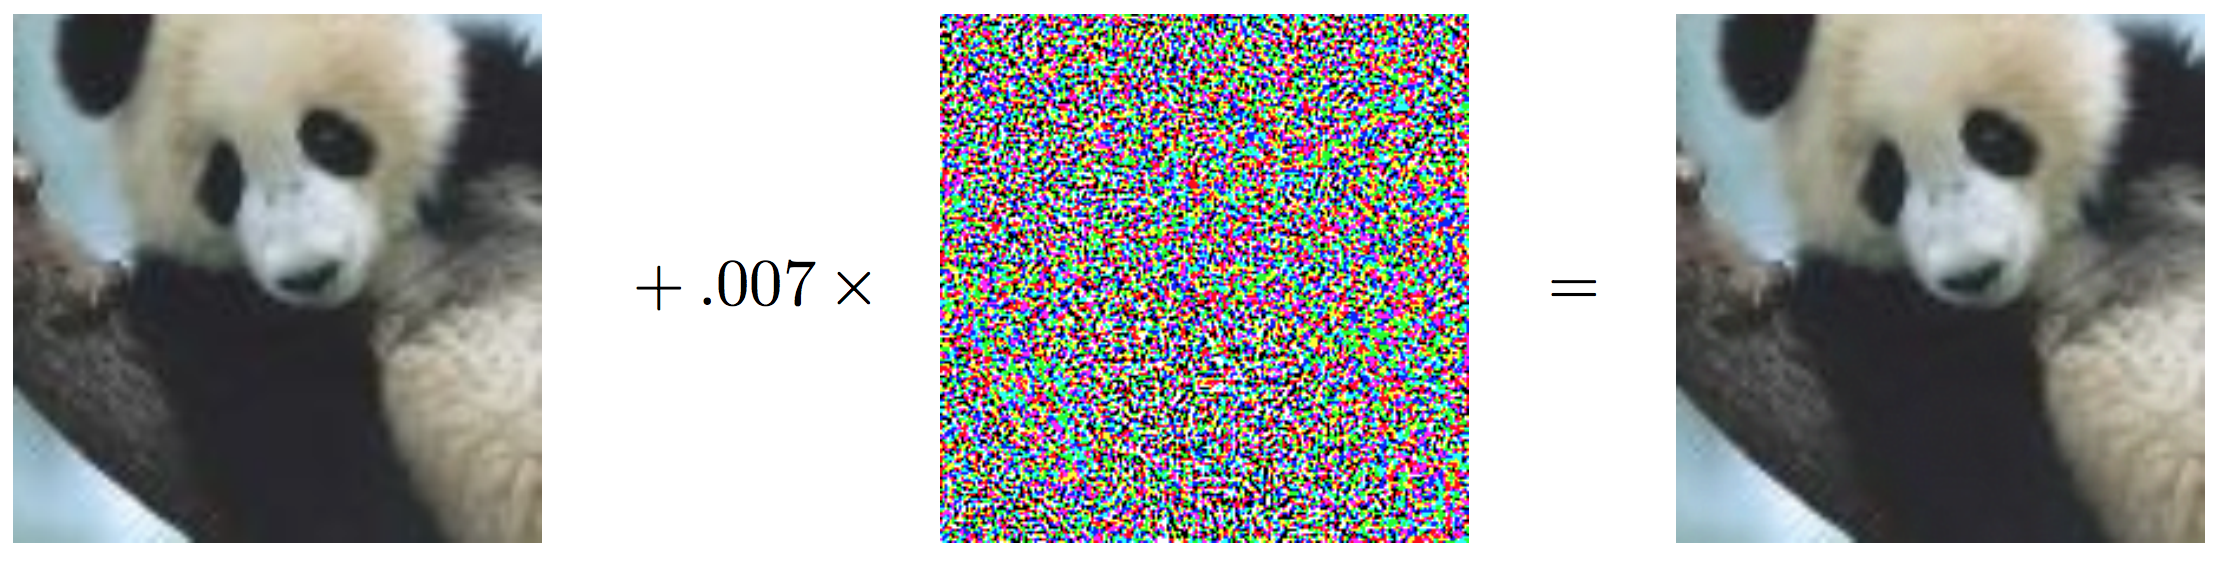 + .007 × =